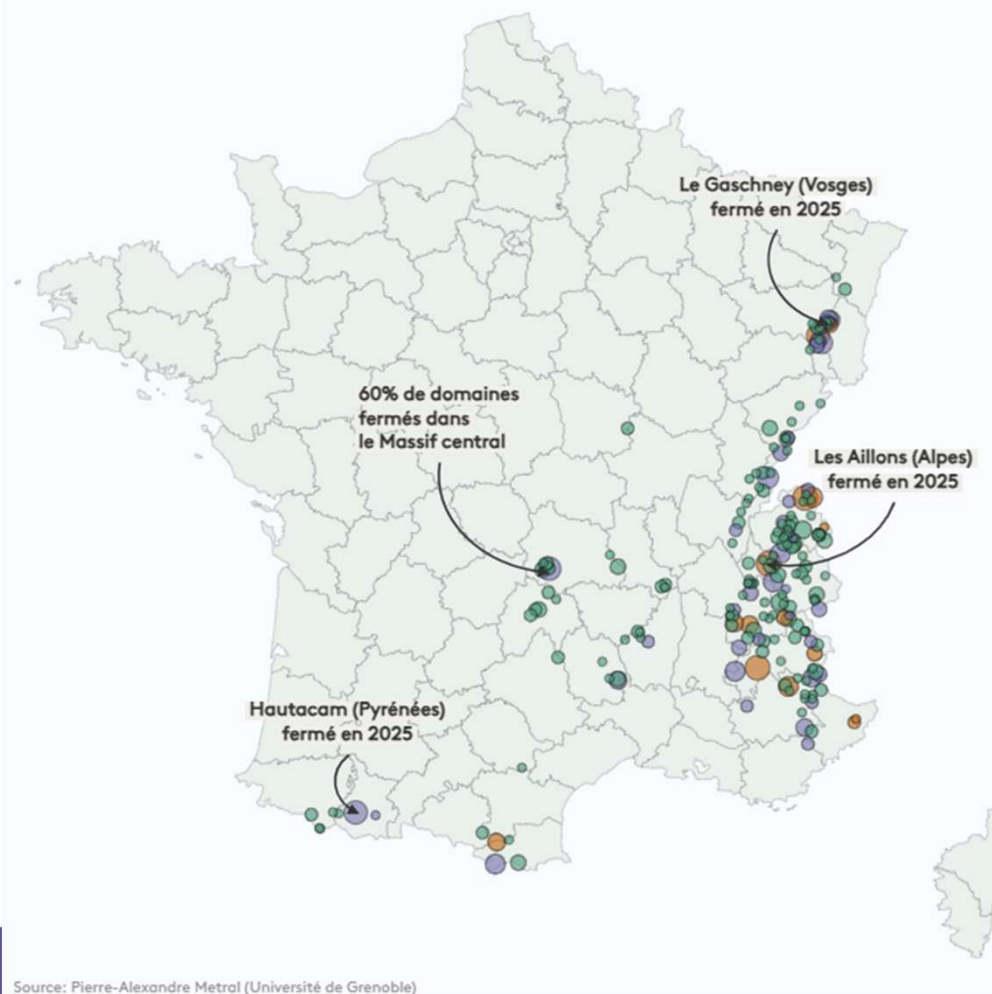 Le Gaschney (Vosges)
fermé en 2025
60% de domaines
fermés dans
le Massif central
Les Aillons (Alpes)
fermé en 2025
Hautacam (Pyrénées)
fermé en 2025
Source: Pierre-Alexandre Metral (Université de Grenoble)